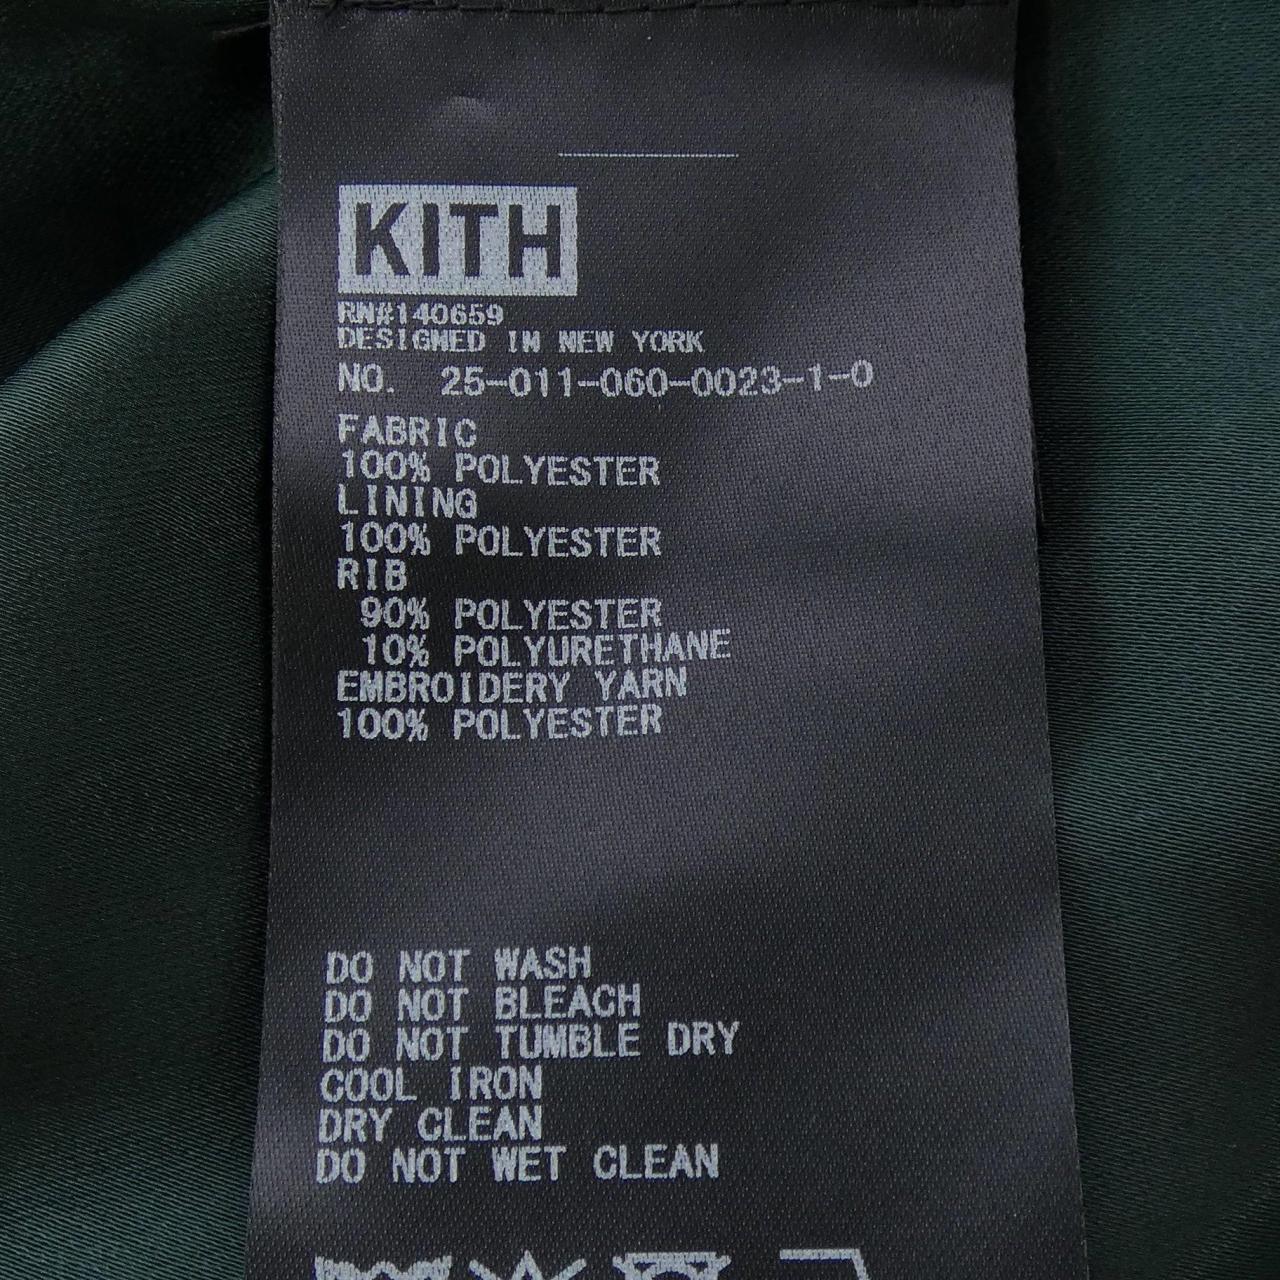 KITH
RN#140659
DESIGNED IN NEW YORK
NO. 25-011-060-0023-1-0
FABRIC
100% POLYESTER
LINING
100% POLYESTER
RIB
90% POLYESTER
10% POLYURETHANE
EMBROIDERY YARN
100% POLYESTER
DO NOT WASH
DO NOT BLEACH
DO NOT TUMBLE DRY
COOL IRON
DRY CLEAN
DO NOT WET CLEAN